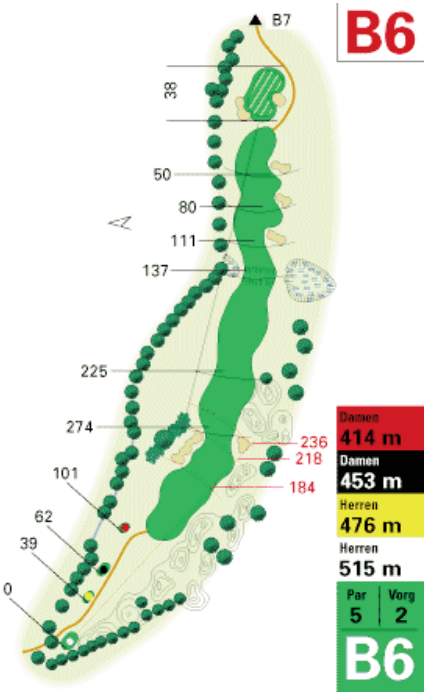 B7
B6
38
50
80
111
137
225
274
236
218
184
101
62
39
0
Damen
414 m
Damen
453 m
Herren
476 m
Herren
515 m
Par Vorg
5 2
B6